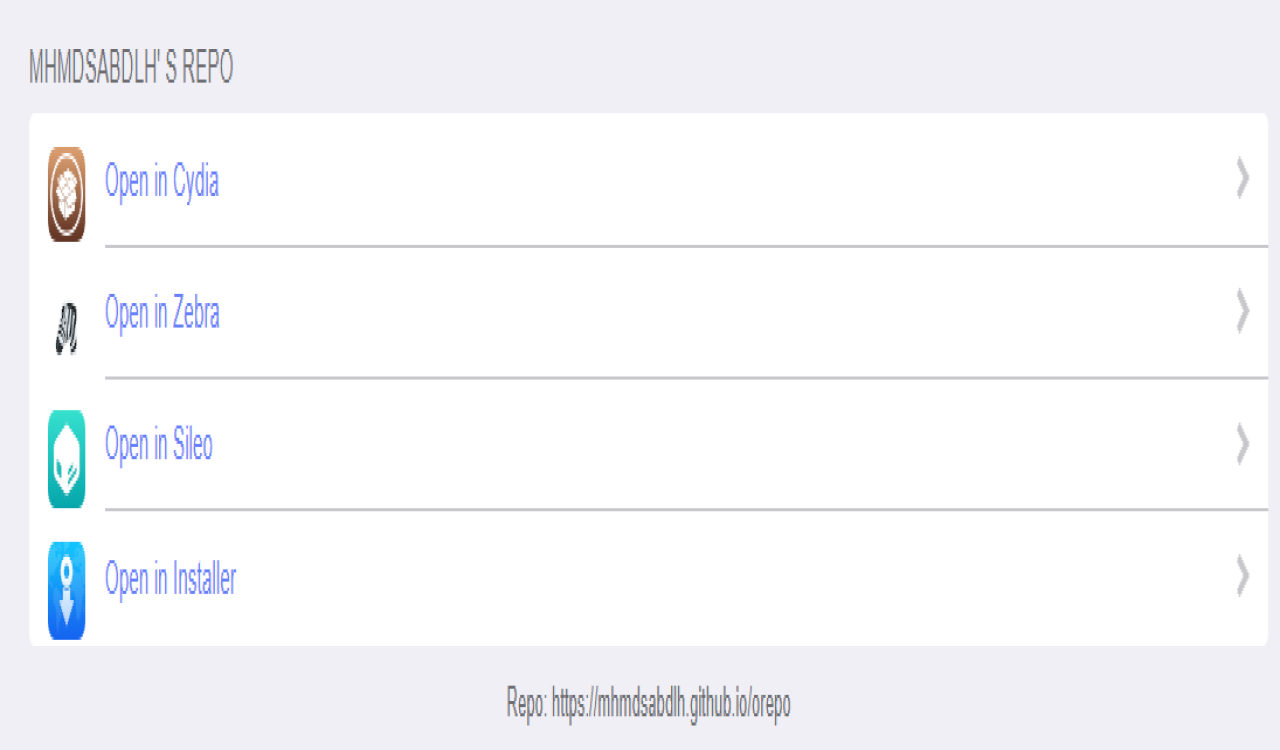 MHMDSABDLH' S REPO
Open in Cydia
Open in Zebra
Open in Sileo
Open in Installer
Repo: https://mhmdsabdlh.github.io/orepo